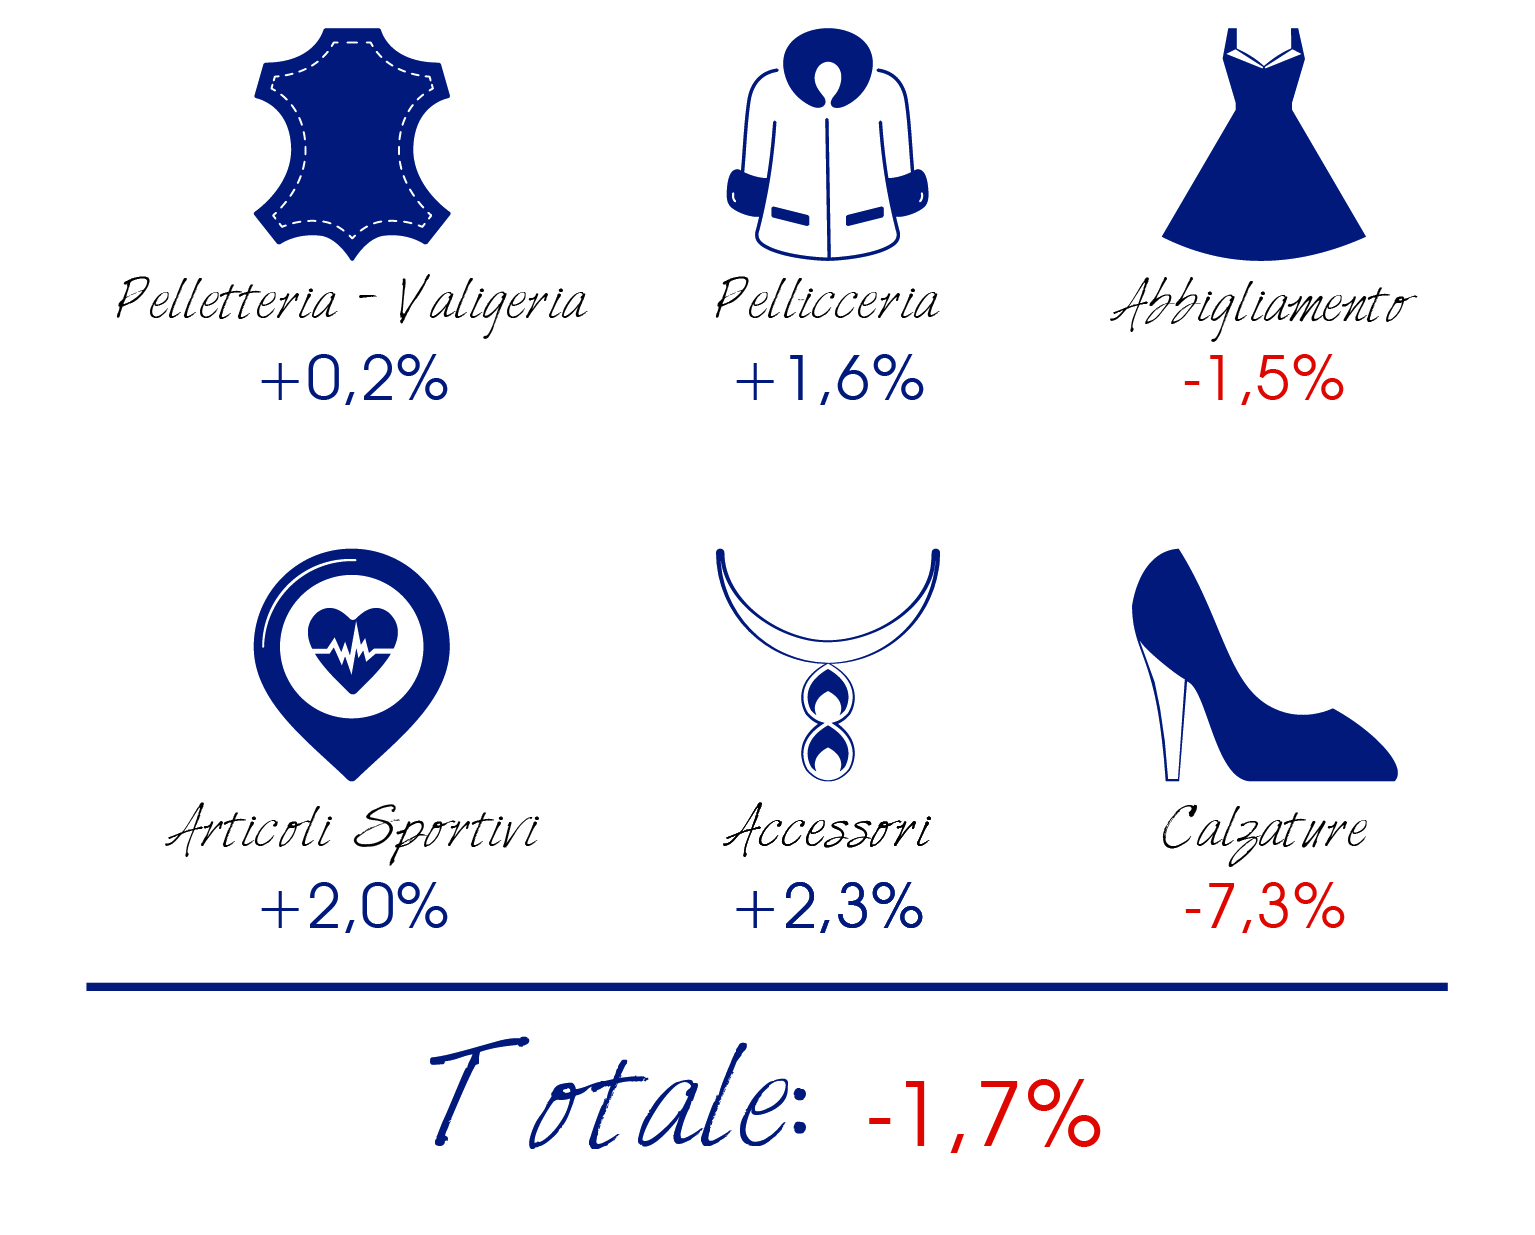 Pelletteria - Valigeria
+0,2%
Pellicceria
+1,6%
Abbigliamento
-1,5%
Articoli Sportivi
+2,0%
Accessori
+2,3%
Calzature
-7,3%
Totale: -1,7%